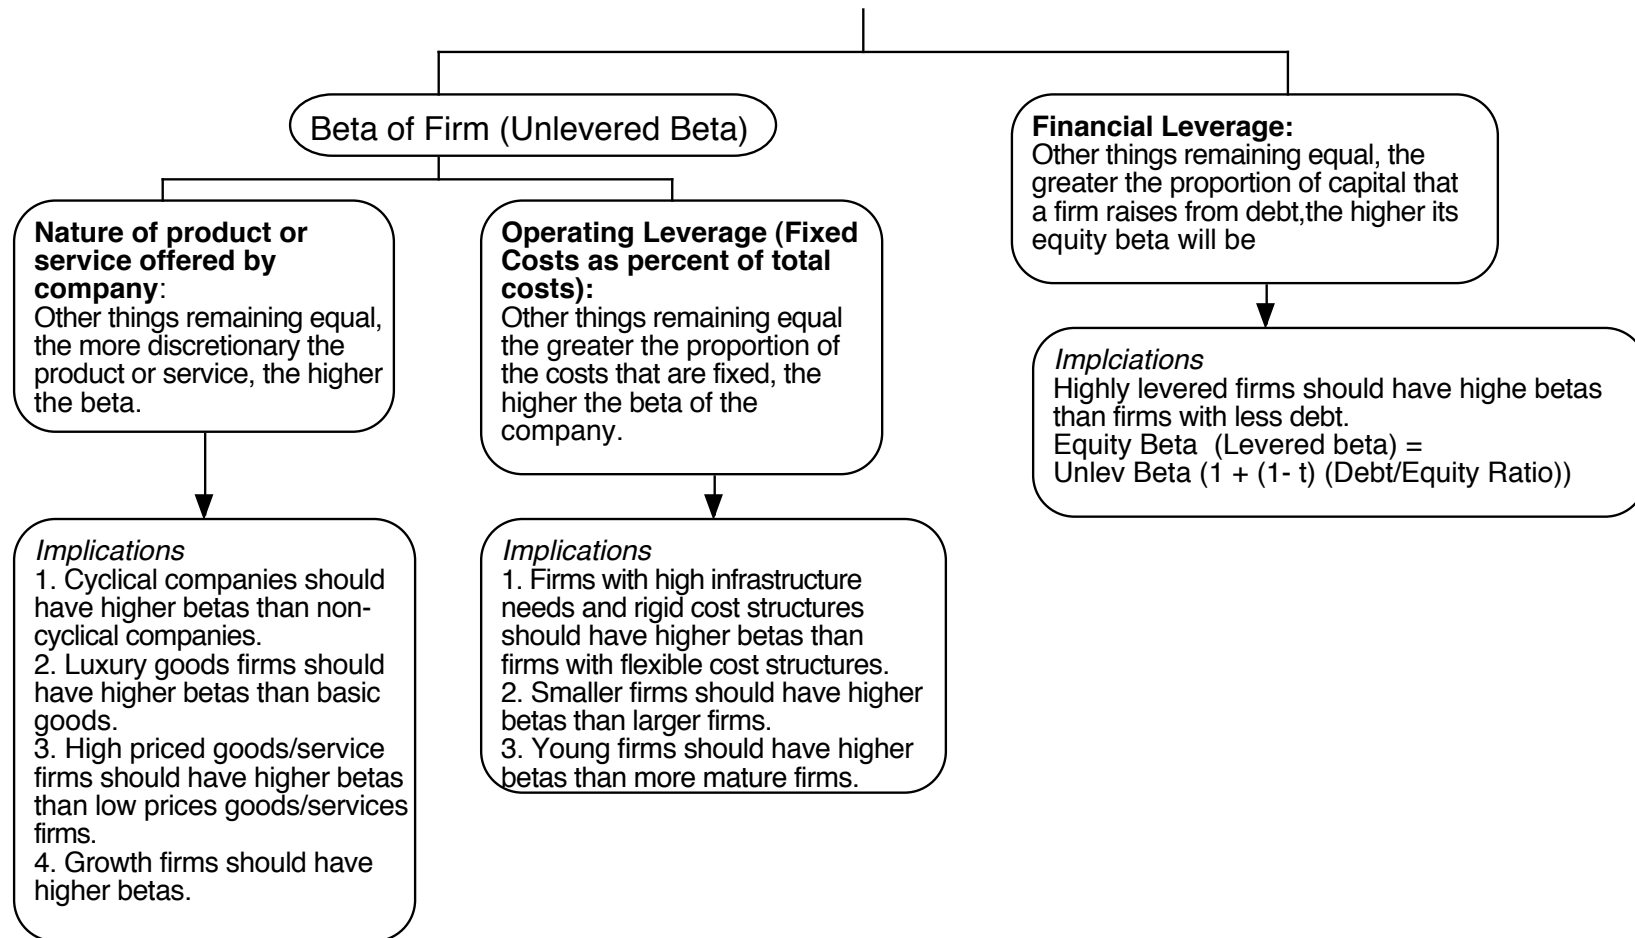 Beta of Firm (Unlevered Beta)
Financial Leverage:
Other things remaining equal, the
greater the proportion of capital that
a firm raises from debt,the higher its
equity beta will be
Nature of product or
service offered by
company:
Other things remaining equal,
the more discretionary the
product or service, the higher
the beta.
Operating Leverage (Fixed
Costs as percent of total
costs):
Other things remaining equal
the greater the proportion of
the costs that are fixed, the
higher the beta of the
company.
Implciations
Highly levered firms should have highe betas
than firms with less debt.
Equity Beta (Levered beta) =
Unlev Beta (1 + (1- t) (Debt/Equity Ratio))
Implications
1. Cyclical companies should
have higher betas than non-
cyclical companies.
2. Luxury goods firms should
have higher betas than basic
goods.
3. High priced goods/service
firms should have higher betas
than low prices goods/services
firms.
4. Growth firms should have
higher betas.
Implications
1. Firms with high infrastructure
needs and rigid cost structures
should have higher betas than
firms with flexible cost structures.
2. Smaller firms should have higher
betas than larger firms.
3. Young firms should have higher
betas than more mature firms.